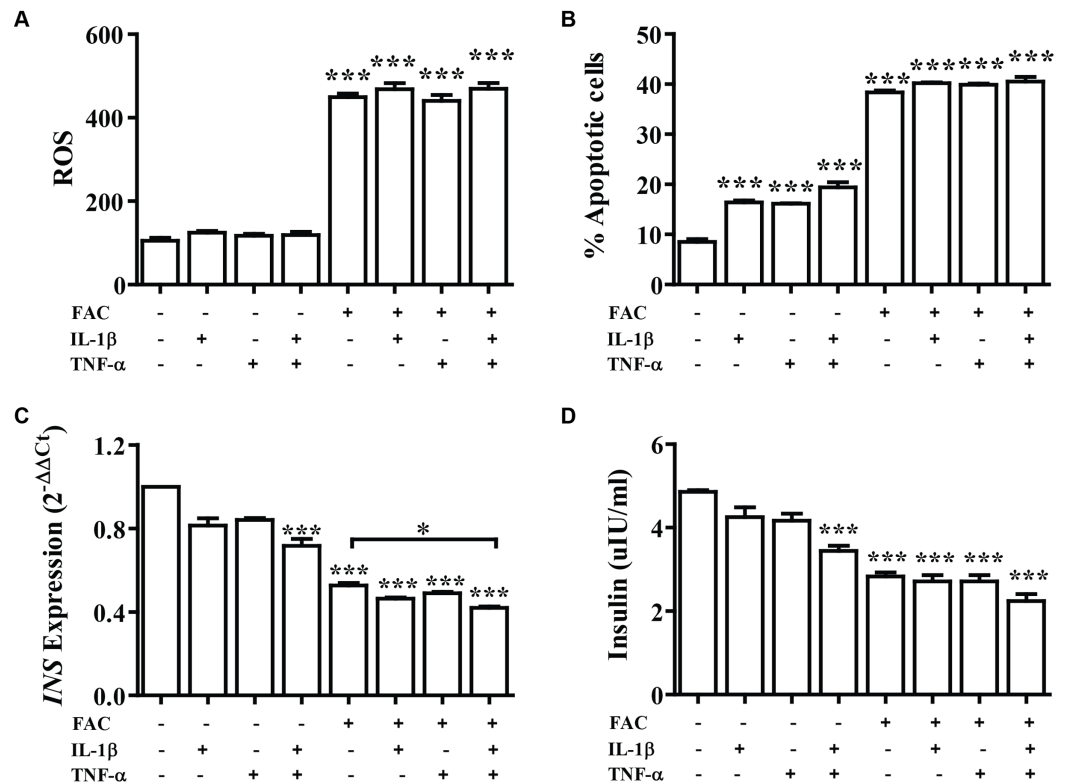 A
ROS
600
400
200
0
*** *** *** ***
FAC - - - - + + + +
IL-1β - + - + - + - +
TNF-α - - + + - - + +
B
% Apoptotic cells
50
40
30
20
10
0
*** *** *** *** *** *** ***
FAC - - - - + + + +
IL-1β - + - + - + - +
TNF-α - - + + - - + +
C
INS Expression (2-ΔΔCt)
1.2
0.8
0.4
0.0
*
*** *** *** *** ***
FAC - - - - + + + +
IL-1β - + - + - + - +
TNF-α - - + + - - + +
D
Insulin (uIU/ml)
6
4
2
0
*** *** *** *** ***
FAC - - - - + + + +
IL-1β - + - + - + - +
TNF-α - - + + - - + +